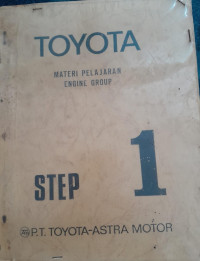 TOYOTA
MATERI PELAJARAN
ENGINE GROUP
STEP 1
P.T. TOYOTA-ASTRA MOTOR